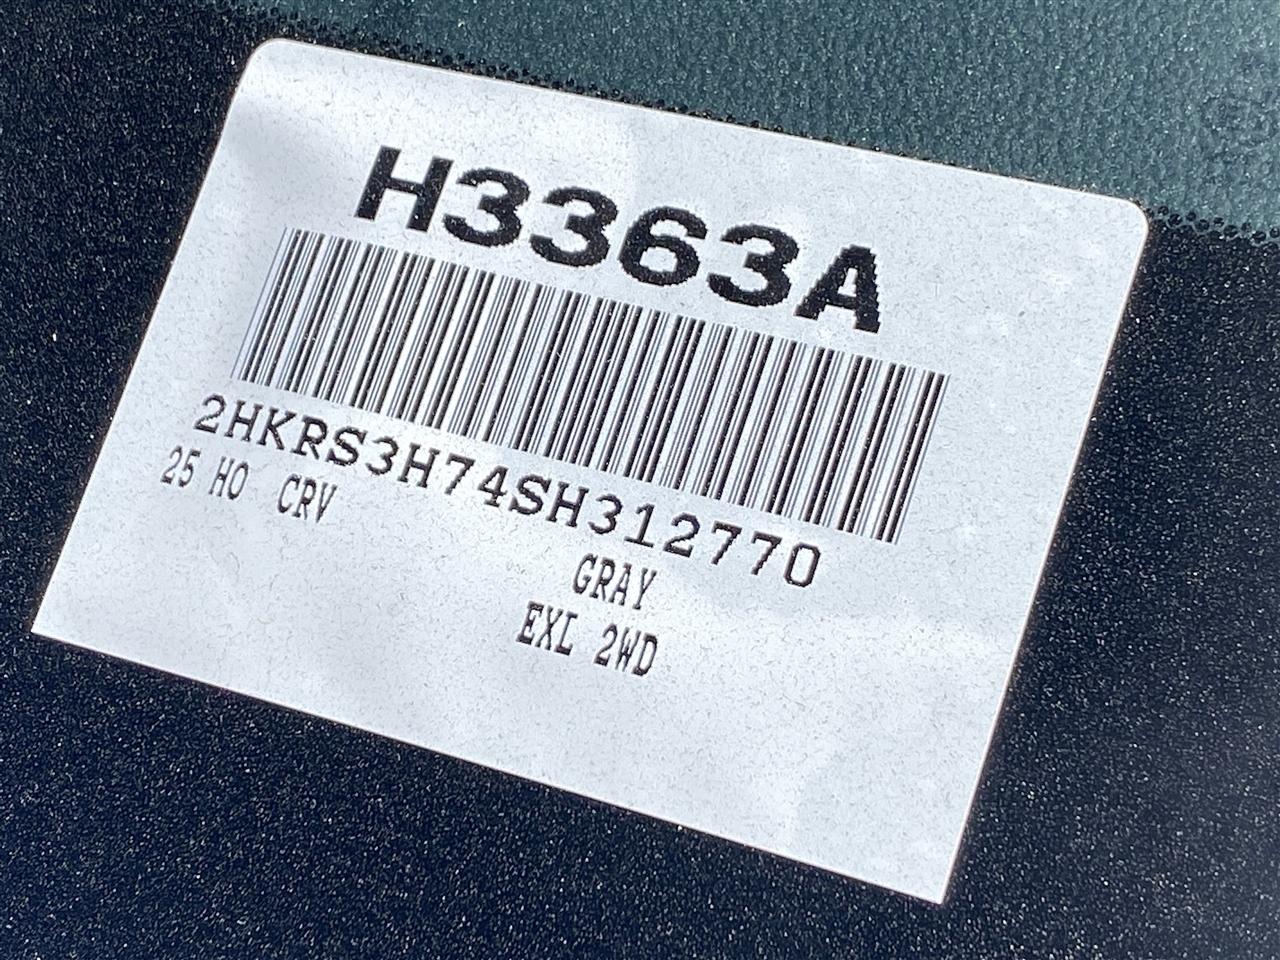 H3363A
2HKRS3H74SH312770
25 HO CRV
GRAY
EXL 2WD